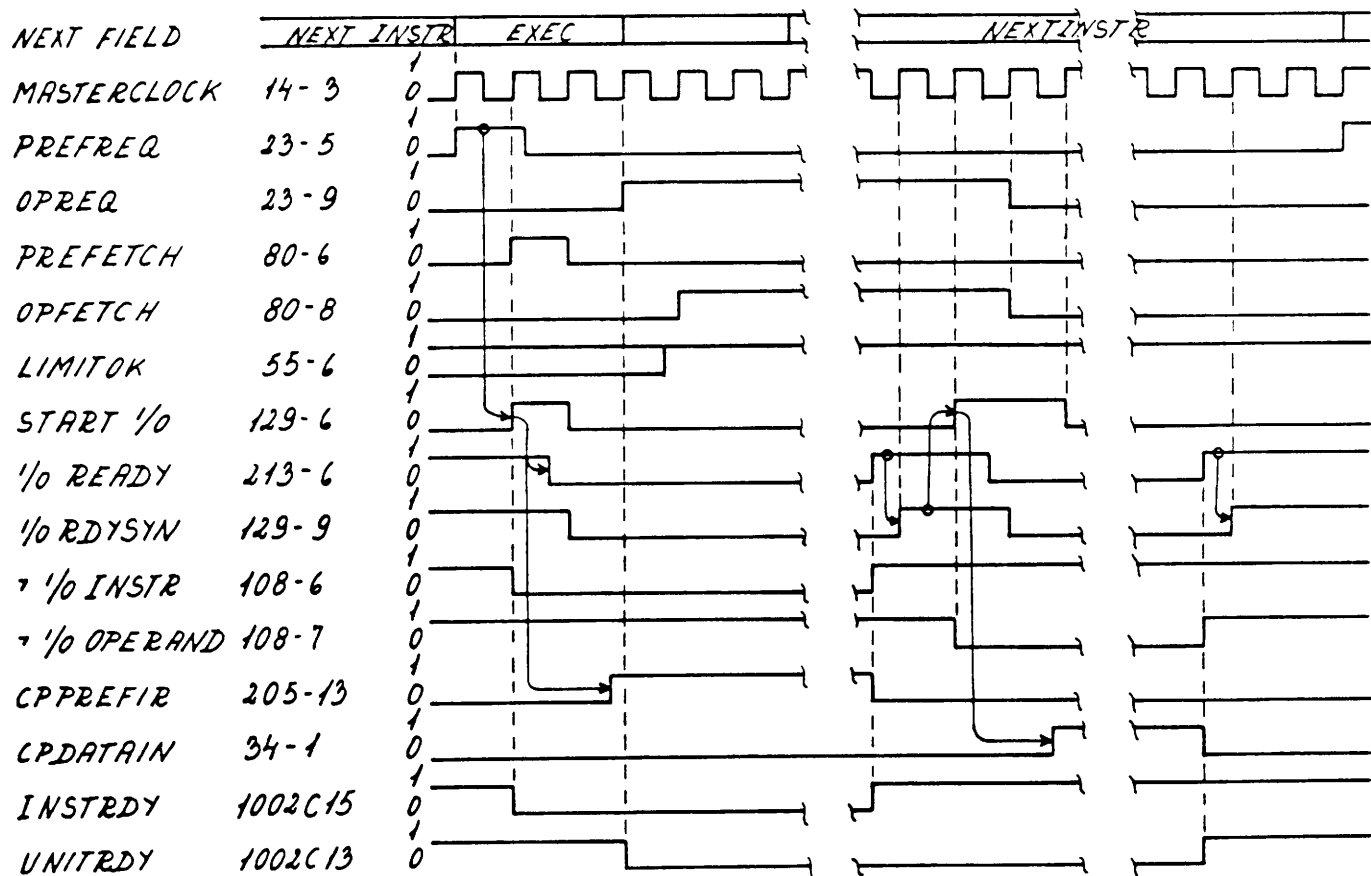 NEXT FIELD NEXT INSTR EXEC NEXTINSTR
1
MASTERCLOCK 14-3 0
1
PREFREQ 23-5 0
1
OPREQ 23-9 0
1
PREFETCH 80-6 0
1
OPFETCH 80-8 0
1
LIMITOK 55-6 0
1
START I/O 129-6 0
1
I/O READY 213-6 0
1
I/O RDYSYN 129-9 0
1
¬ I/O INSTR 108-6 0
1
¬ I/O OPERAND 108-7 0
1
CPPREFIR 205-13 0
1
CPDATAIN 34-1 0
1
INSTRDY 1002C15 0
1
UNITRDY 1002C13 0